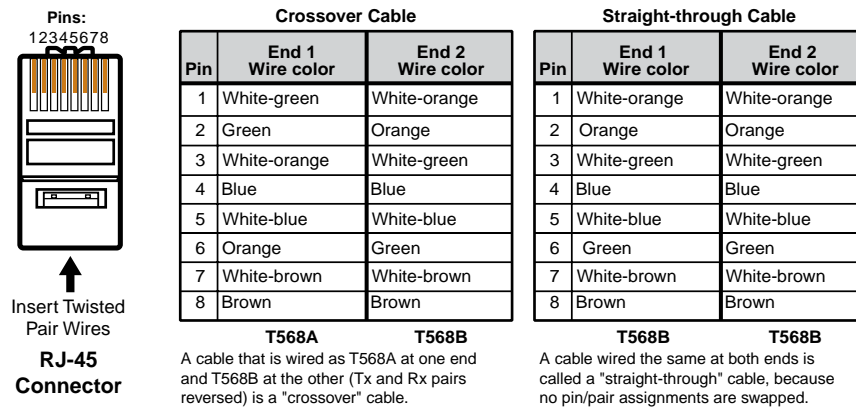 Pins:
12345678
Insert Twisted
Pair Wires
RJ-45
Connector
Crossover Cable
Pin End 1 Wire color End 2 Wire color
1 White-green White-orange
2 Green Orange
3 White-orange White-green
4 Blue Blue
5 White-blue White-blue
6 Orange Green
7 White-brown White-brown
8 Brown Brown
T568A T568B
A cable that is wired as T568A at one end
and T568B at the other (Tx and Rx pairs
reversed) is a "crossover" cable.
Straight-through Cable
Pin End 1 Wire color End 2 Wire color
1 White-orange White-orange
2 Orange Orange
3 White-green White-green
4 Blue Blue
5 White-blue White-blue
6 Green Green
7 White-brown White-brown
8 Brown Brown
T568B T568B
A cable wired the same at both ends is
called a "straight-through" cable, because
no pin/pair assignments are swapped.